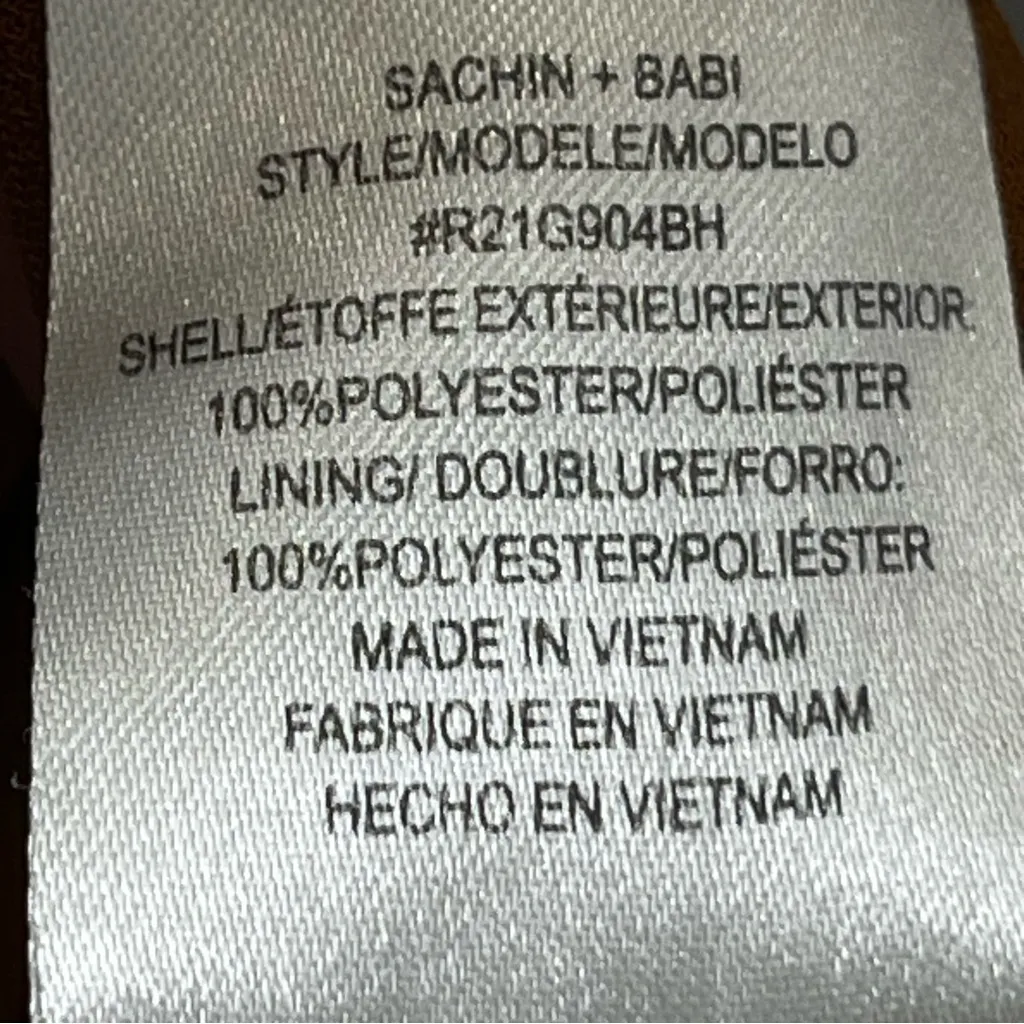 SACHIN + BABI
STYLE/MODELE/MODELO
#R21G904BH
SHELL/ÉTOFFE EXTÉRIEURE/EXTERIOR:
100%POLYESTER/POLIÉSTER
LINING/ DOUBLURE/FORRO:
100%POLYESTER/POLIÉSTER
MADE IN VIETNAM
FABRIQUE EN VIETNAM
HECHO EN VIETNAM